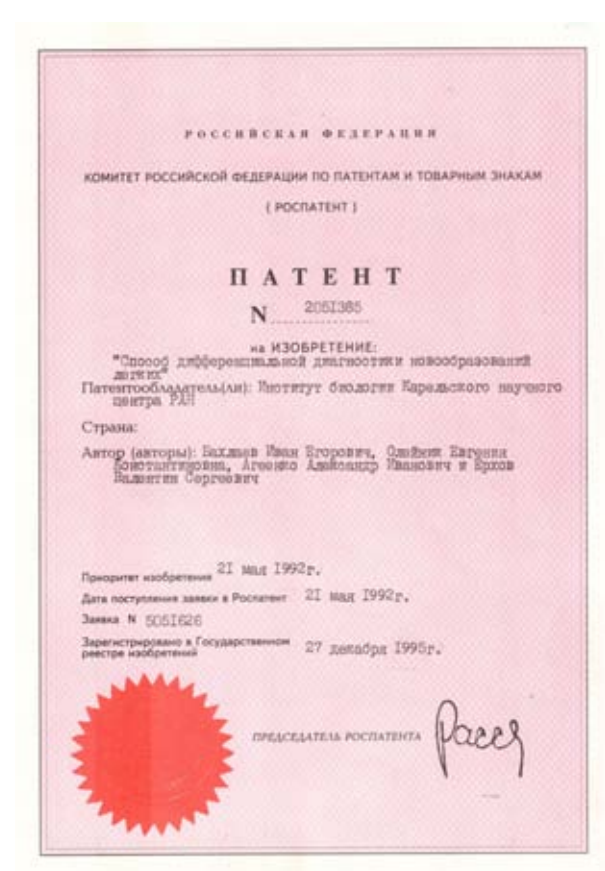 РОССИЙСКАЯ ФЕДЕРАЦИЯ
КОМИТЕТ РОССИЙСКОЙ ФЕДЕРАЦИИ ПО ПАТЕНТАМ И ТОВАРНЫМ ЗНАКАМ
( РОСПАТЕНТ )
ПАТЕНТ
N 2051365
на ИЗОБРЕТЕНИЕ:
"Способ дифференциальной диагностики новообразований
легких"
Патентообладатель(ли): Институт биологии Карельского научного
центра РАН
Страна:
Автор (авторы): Бахлаев Иван Егорович, Олейник Евгения
Константиновна, Агеенко Александр Иванович и Ерхов
Валентин Сергеевич
Приоритет изобретения 21 мая 1992г.
Дата поступления заявки в Роспатент 21 мая 1992г.
Заявка N 5051626
Зарегистрировано в Государственном
реестре изобретений 27 декабря 1995г.
ПРЕДСЕДАТЕЛЬ РОСПАТЕНТА